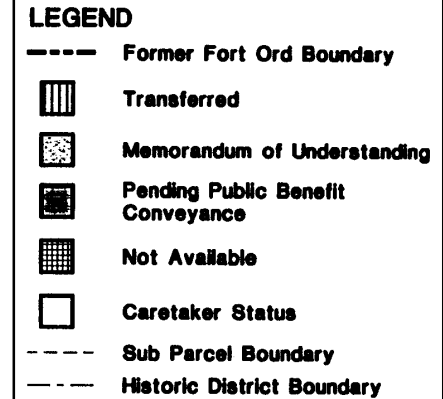 LEGEND
Former Fort Ord Boundary
Transferred
Memorandum of Understanding
Pending Public Benefit
Conveyance
Not Available
Caretaker Status
Sub Parcel Boundary
Historic District Boundary